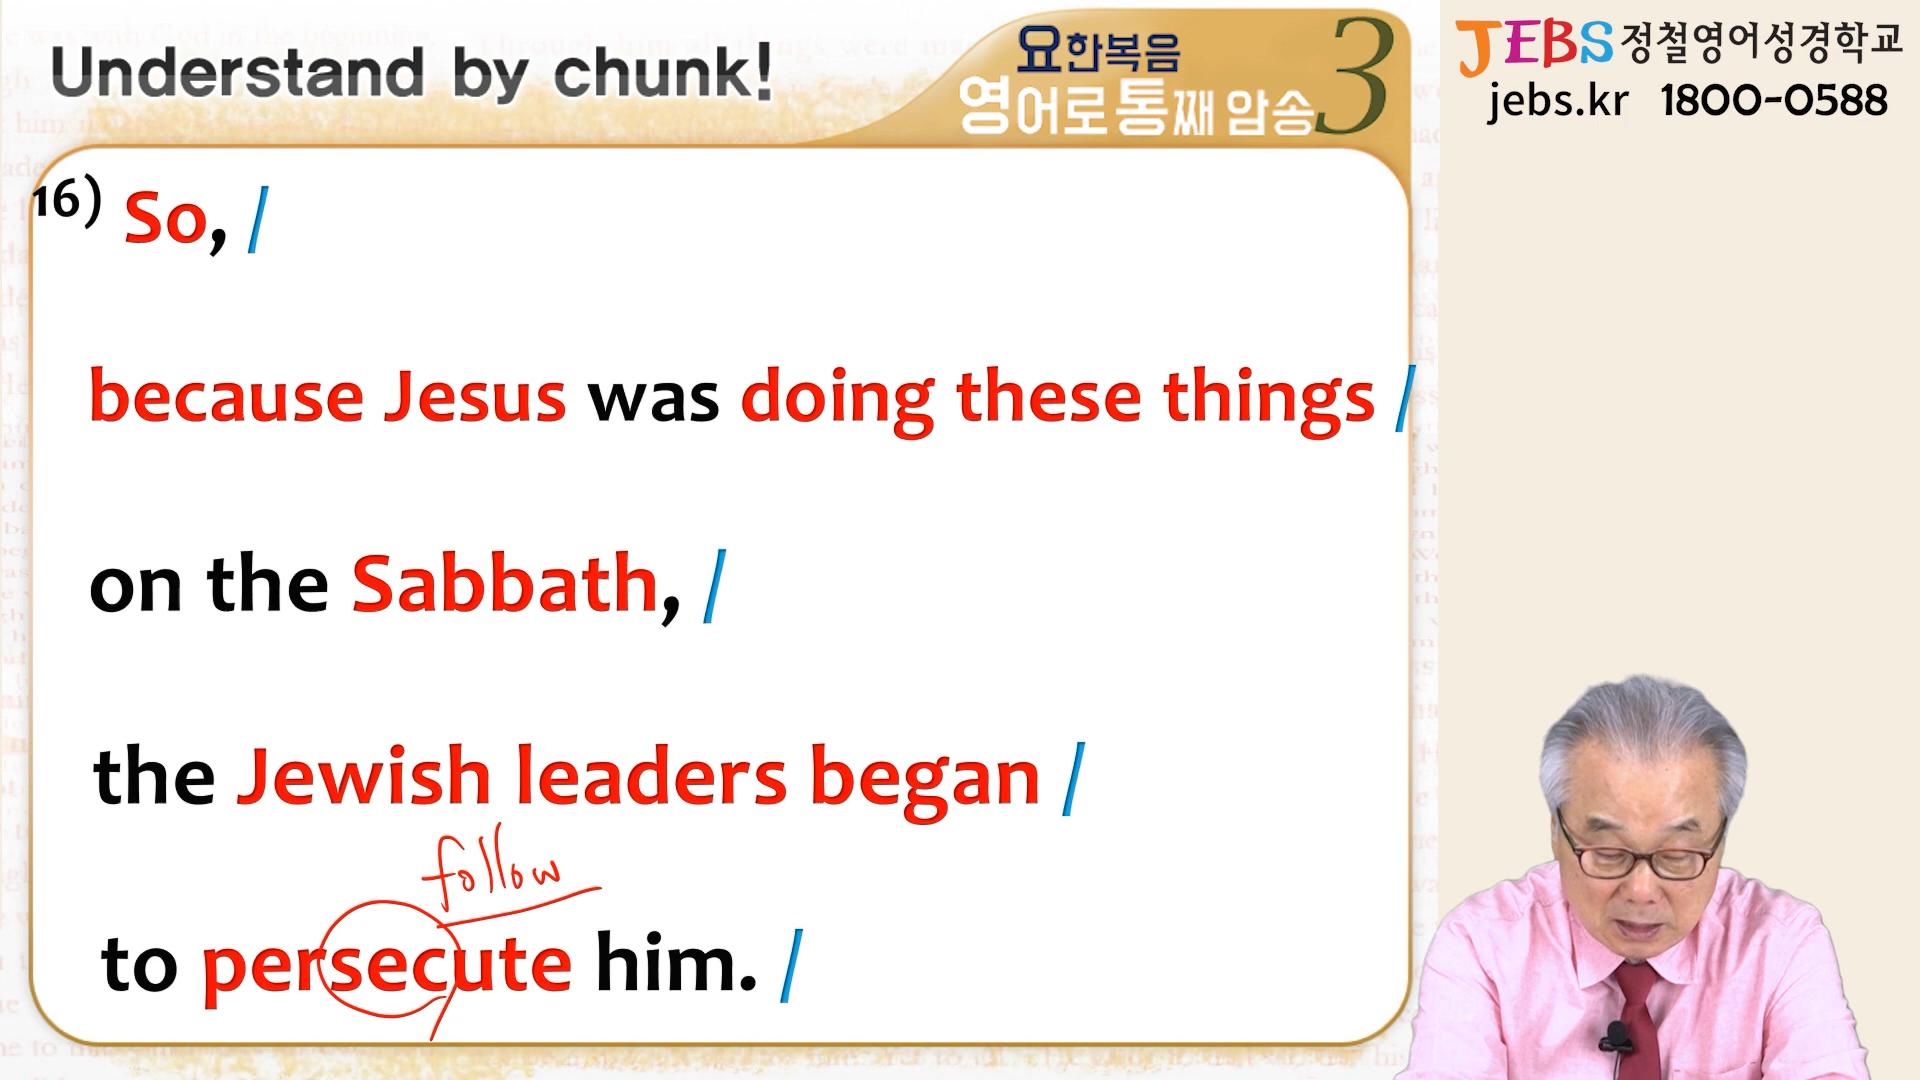 Understand by chunk!
요한복음
영어로 통째 암송 3
JEBS 정철영어성경학교
jebs.kr 1800-0588
16) So, /
because Jesus was doing these things /
on the Sabbath, /
the Jewish leaders began /
follow
to persecute him. /